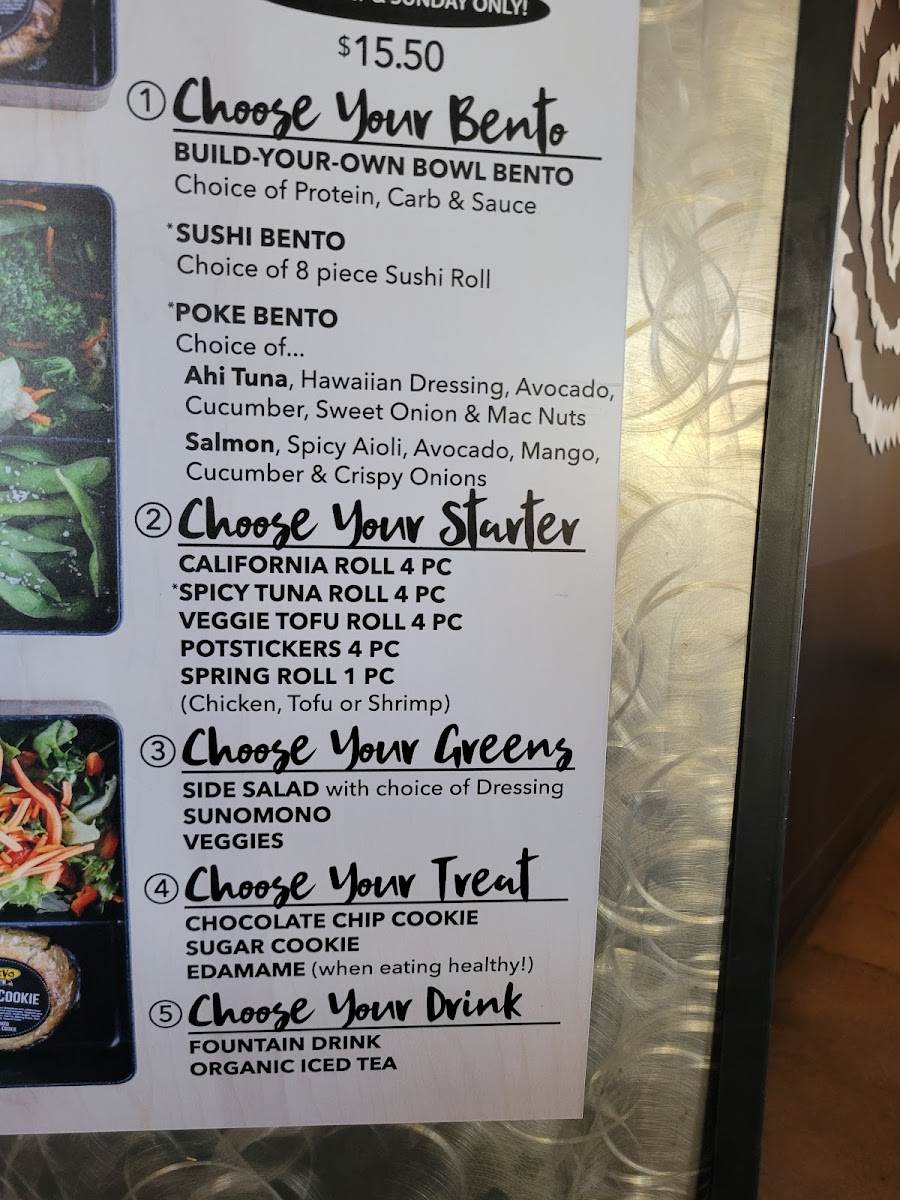 & SUNDAY ONLY!
$15.50
① Choose Your Bento
BUILD-YOUR-OWN BOWL BENTO
Choice of Protein, Carb & Sauce
*SUSHI BENTO
Choice of 8 piece Sushi Roll
*POKE BENTO
Choice of...
Ahi Tuna, Hawaiian Dressing, Avocado,
Cucumber, Sweet Onion & Mac Nuts
Salmon, Spicy Aioli, Avocado, Mango,
Cucumber & Crispy Onions
② Choose Your Starter
CALIFORNIA ROLL 4 PC
*SPICY TUNA ROLL 4 PC
VEGGIE TOFU ROLL 4 PC
POTSTICKERS 4 PC
SPRING ROLL 1 PC
(Chicken, Tofu or Shrimp)
③ Choose Your Greens
SIDE SALAD with choice of Dressing
SUNOMONO
VEGGIES
④ Choose Your Treat
CHOCOLATE CHIP COOKIE
SUGAR COOKIE
EDAMAME (when eating healthy!)
⑤ Choose Your Drink
FOUNTAIN DRINK
ORGANIC ICED TEA
COOKIE